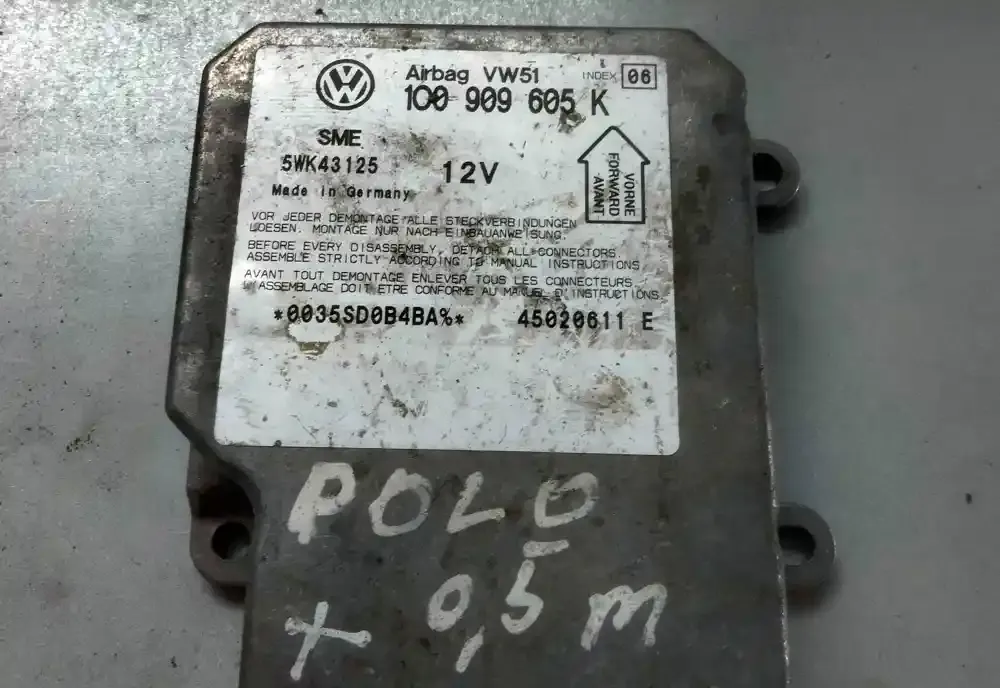 VW
Airbag VW51 INDEX 06
1C0 909 605 K
SME
5WK43125 12V
Made in Germany
VORNE
FORWARD
AVANT
VOR JEDER DEMONTAGE ALLE STECKVERBINDUNGEN
LOESEN. MONTAGE NUR NACH EINBAUANWEISUNG.
BEFORE EVERY DISASSEMBLY, DETACH ALL CONNECTORS.
ASSEMBLE STRICTLY ACCORDING TO MANUAL INSTRUCTIONS
AVANT TOUT DEMONTAGE ENLEVER TOUS LES CONNECTEURS
L'ASSEMBLAGE DOIT ETRE CONFORME AU MANUEL D'INSTRUCTIONS.
*0035SD0B4BA%* 45020611 E
POLO
+ 0,5 m